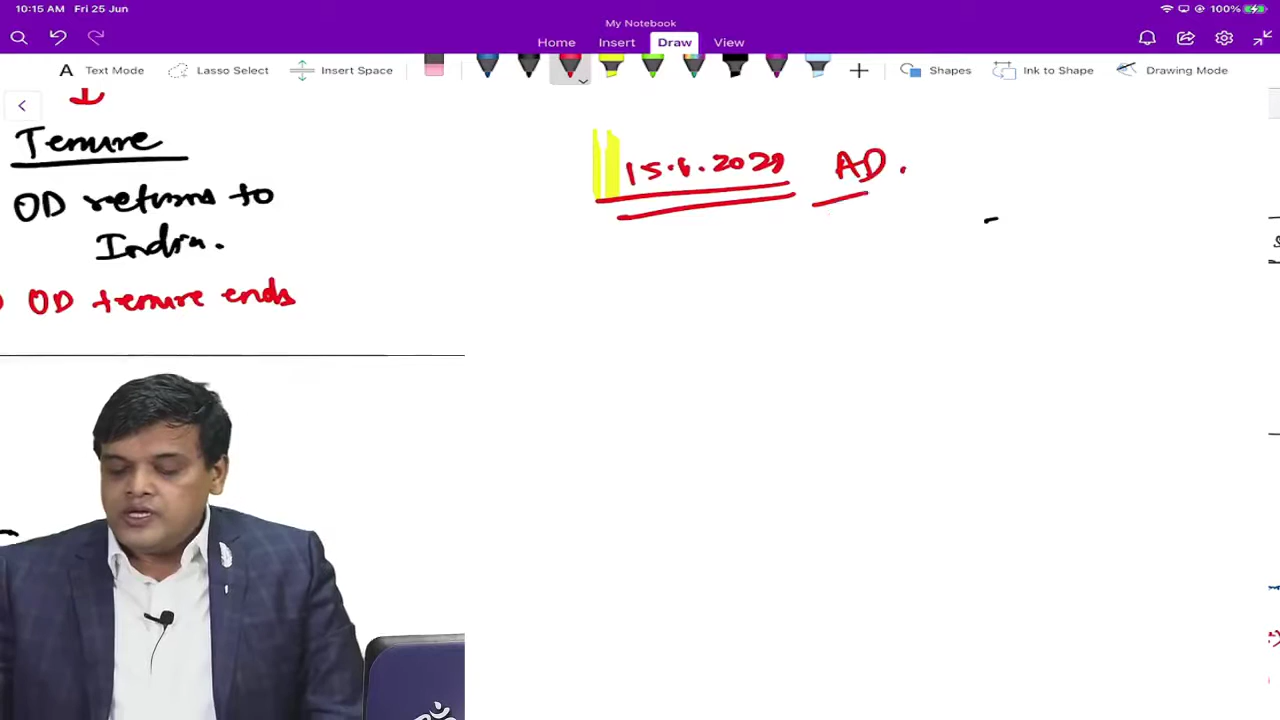 10:15 AM Fri 25 Jun
100%
My Notebook
Home Insert Draw View
A Text Mode Lasso Select Insert Space Shapes Ink to Shape Drawing Mode
Tenure
OD returns to
India.
OD tenure ends
15.6.2029 AD.